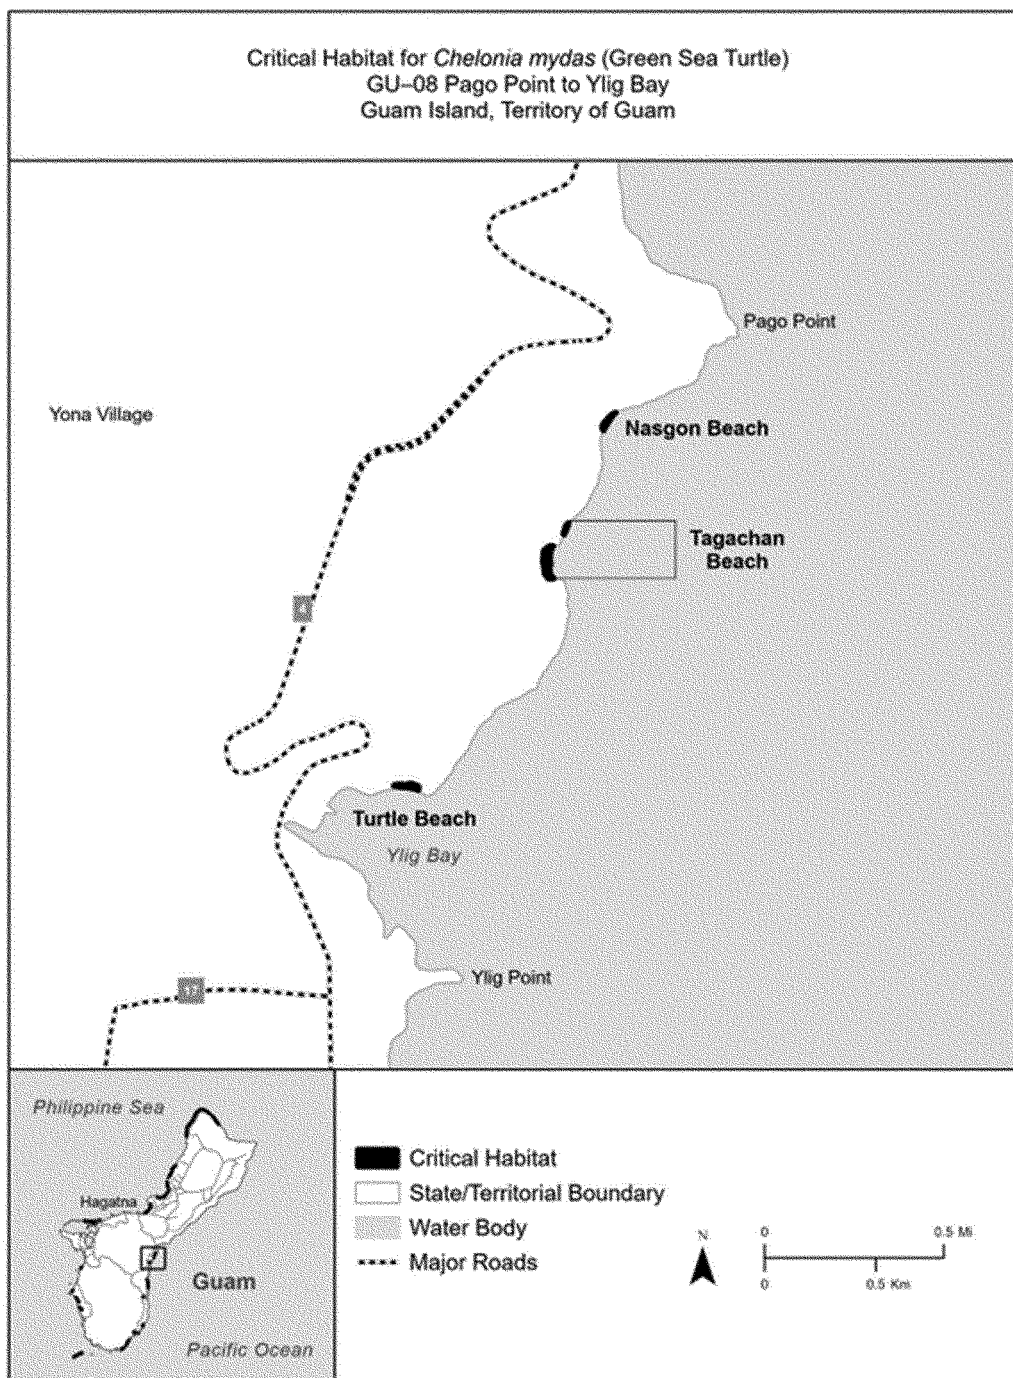 Critical Habitat for Chelonia mydas (Green Sea Turtle)
GU–08 Pago Point to Ylig Bay
Guam Island, Territory of Guam
Pago Point
Yona Village
Nasgon Beach
Tagachan
Beach
4
Turtle Beach
Ylig Bay
Ylig Point
17
Philippine Sea
Hagatna
Guam
Pacific Ocean
Critical Habitat
State/Territorial Boundary
Water Body
Major Roads
N
0 0.5 Mi
0 0.5 Km